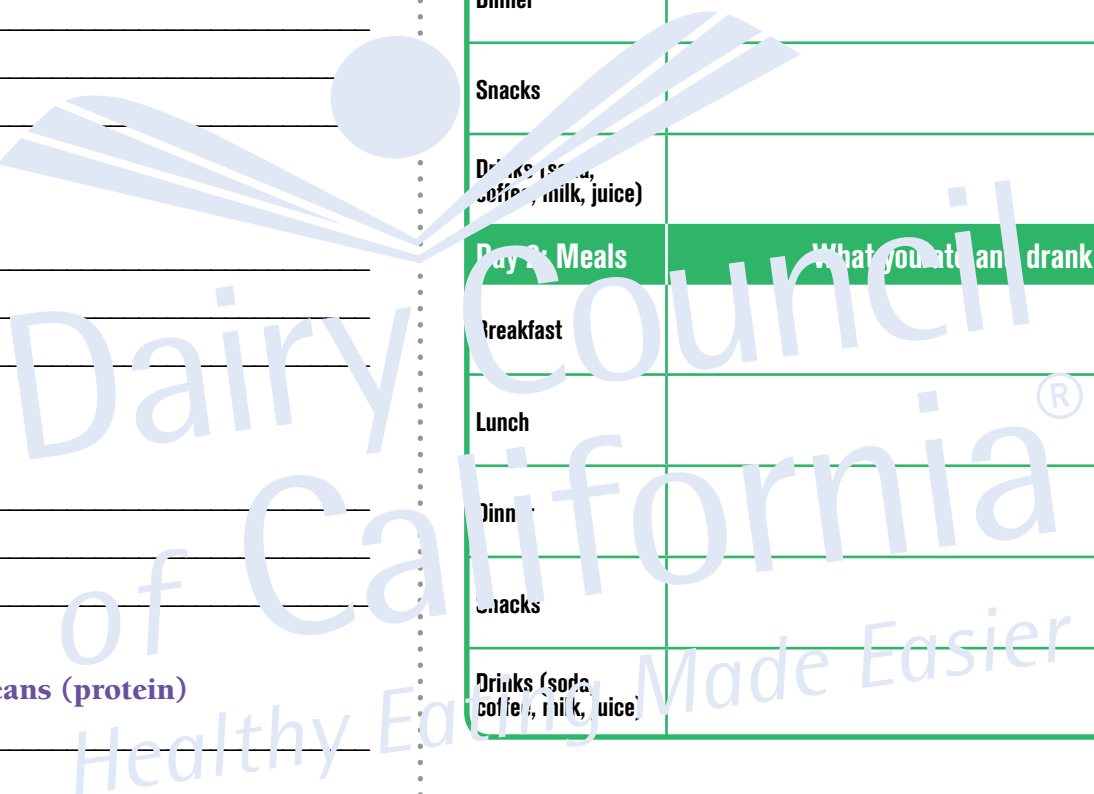 Dinner
Snacks
Drinks (soda,
coffee, milk, juice)
Day 2: Meals What you ate and drank
Breakfast
Lunch
Dinner
Snacks
Drinks (soda,
coffee, milk, juice)
eans (protein)
Dairy Council
of California®
Healthy Eating Made Easier